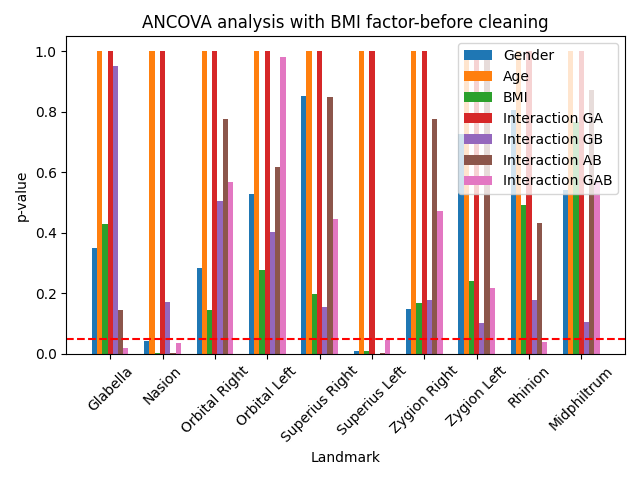 ANCOVA analysis with BMI factor-before cleaning
1.0
0.8
0.6
0.4
0.2
0.0
p-value
Gender
Age
BMI
Interaction GA
Interaction GB
Interaction AB
Interaction GAB
Glabella
Nasion
Orbital Right
Orbital Left
Superius Right
Superius Left
Zygion Right
Zygion Left
Rhinion
Midphiltrum
Landmark